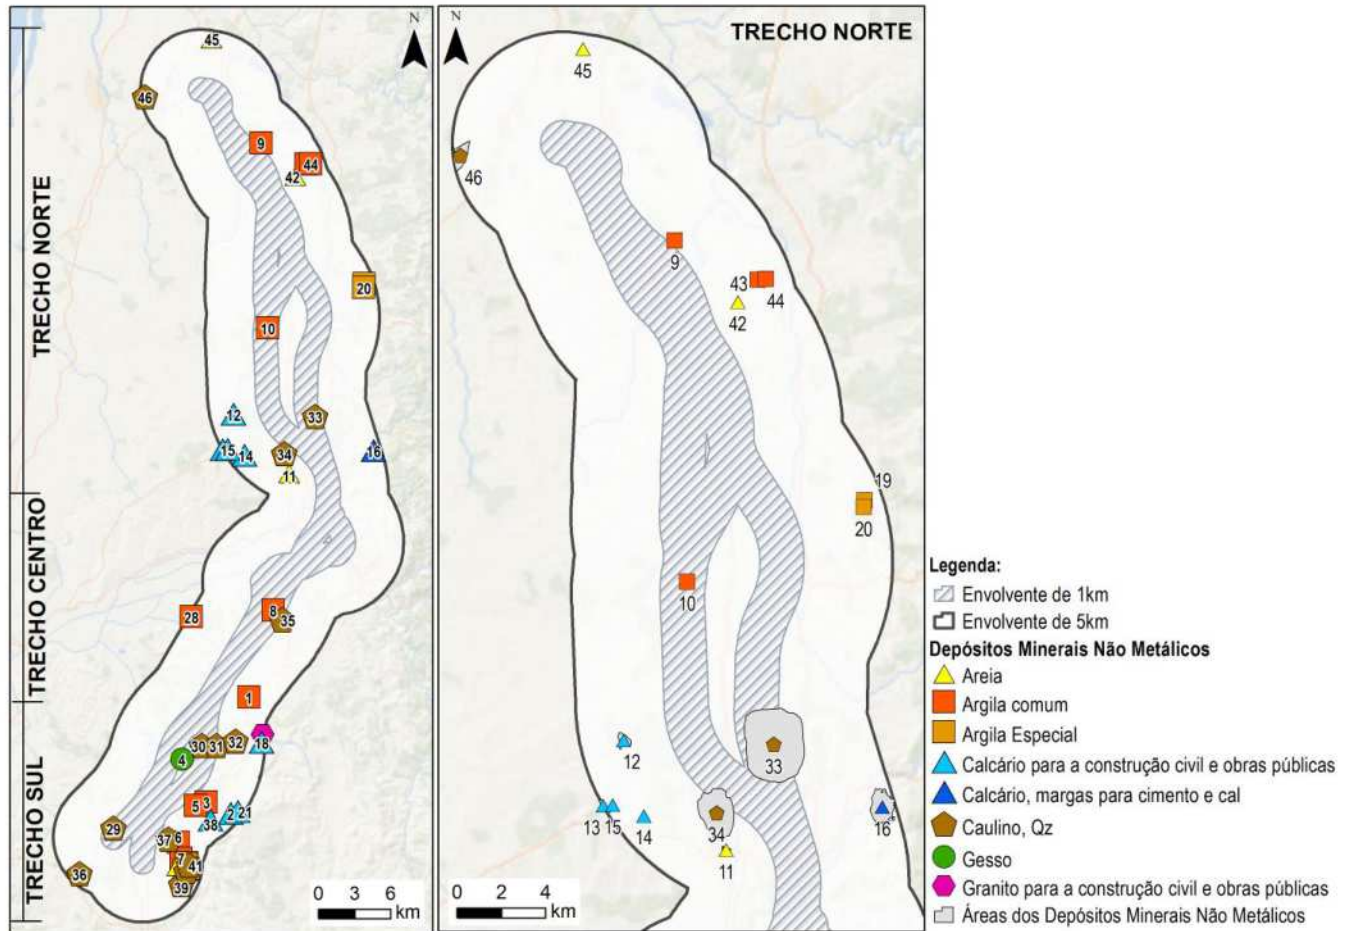 N
45
46
9
44
42
20
10
12
33
15
14
34
16
11
28
8
35
1
30
31
32
18
4
5
3
38
2
21
29
37
6
7
41
36
39
TRECHO NORTE
TRECHO CENTRO
TRECHO SUL
0 3 6
km
N
TRECHO NORTE
45
46
9
43
44
42
19
20
10
12
33
13
15
14
34
16
11
0 2 4
km
Legenda:
Envolvente de 1km
Envolvente de 5km
Depósitos Minerais Não Metálicos
Areia
Argila comum
Argila Especial
Calcário para a construção civil e obras públicas
Calcário, margas para cimento e cal
Caulino, Qz
Gesso
Granito para a construção civil e obras públicas
Áreas dos Depósitos Minerais Não Metálicos